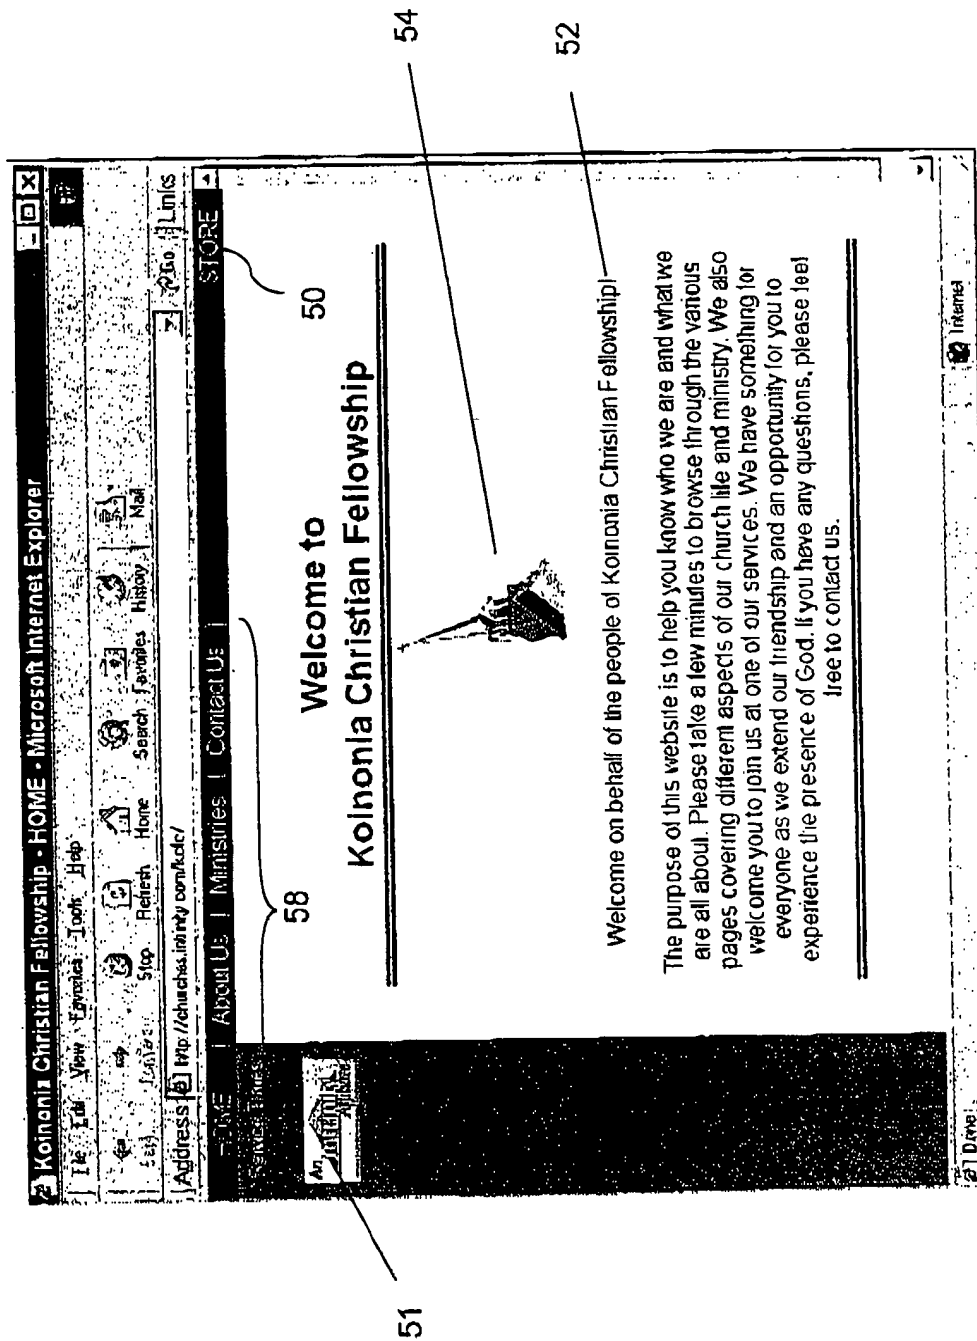 Koinonia Christian Fellowship - HOME - Microsoft Internet Explorer
File Edit View Favorites Tools Help
Stop Refresh Home Search Favorites History Mail
Address Go Links
HOME | About Us | Ministries | Contact Us | STORE
Service Times
An
58
50
51
54
52
Welcome to
Koinonia Christian Fellowship
Welcome on behalf of the people of Koinonia Christian Fellowship!
The purpose of this website is to help you know who we are and what we
are all about. Please take a few minutes to browse through the various
pages covering different aspects of our church life and ministry. We also
welcome you to join us at one of our services. We have something for
everyone as we extend our friendship and an opportunity for you to
experience the presence of God. If you have any questions, please feel
free to contact us.
Done
Internet